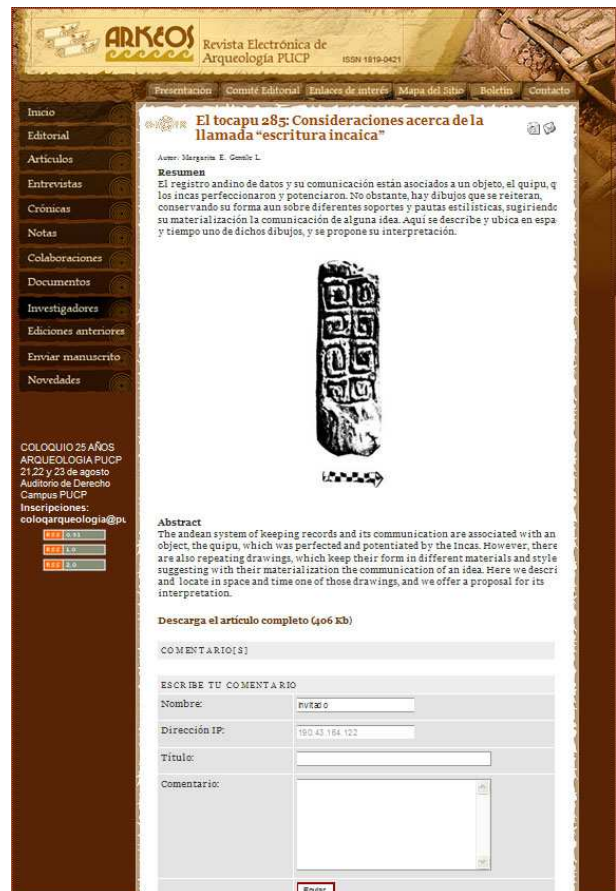 ARKEOS
Revista Electrónica de
Arqueología PUCP
ISSN 1819-0421
Presentación
Comité Editorial
Enlaces de interés
Mapa del Sitio
Boletín
Contacto
Inicio
Editorial
Artículos
Entrevistas
Crónicas
Notas
Colaboraciones
Documentos
Investigadores
Ediciones anteriores
Enviar manuscrito
Novedades
COLOQUIO 25 AÑOS
ARQUEOLOGIA PUCP
21,22 y 23 de agosto
Auditorio de Derecho
Campus PUCP
Inscripciones:
coloqarqueologia@pu
RSS 0.91
RSS 1.0
RSS 2.0
El tocapu 285: Consideraciones acerca de la
llamada “escritura incaica”
Autor: Margarita E. Gentile L.
Resumen
El registro andino de datos y su comunicación están asociados a un objeto, el quipu, q
los incas perfeccionaron y potenciaron. No obstante, hay dibujos que se reiteran,
conservando su forma aun sobre diferentes soportes y pautas estilísticas, sugiriendo
su materialización la comunicación de alguna idea. Aquí se describe y ubica en espa
y tiempo uno de dichos dibujos, y se propone su interpretación.
Abstract
The andean system of keeping records and its communication are associated with an
object, the quipu, which was perfected and potentiated by the Incas. However, there
are also repeating drawings, which keep their form in different materials and style
suggesting with their materialization the communication of an idea. Here we descri
and locate in space and time one of those drawings, and we offer a proposal for its
interpretation.
Descarga el artículo completo (406 Kb)
COMENTARIO[S]
ESCRIBE TU COMENTARIO
Nombre:
invitado
Dirección IP:
190.43.164.122
Título:
Comentario:
Enviar